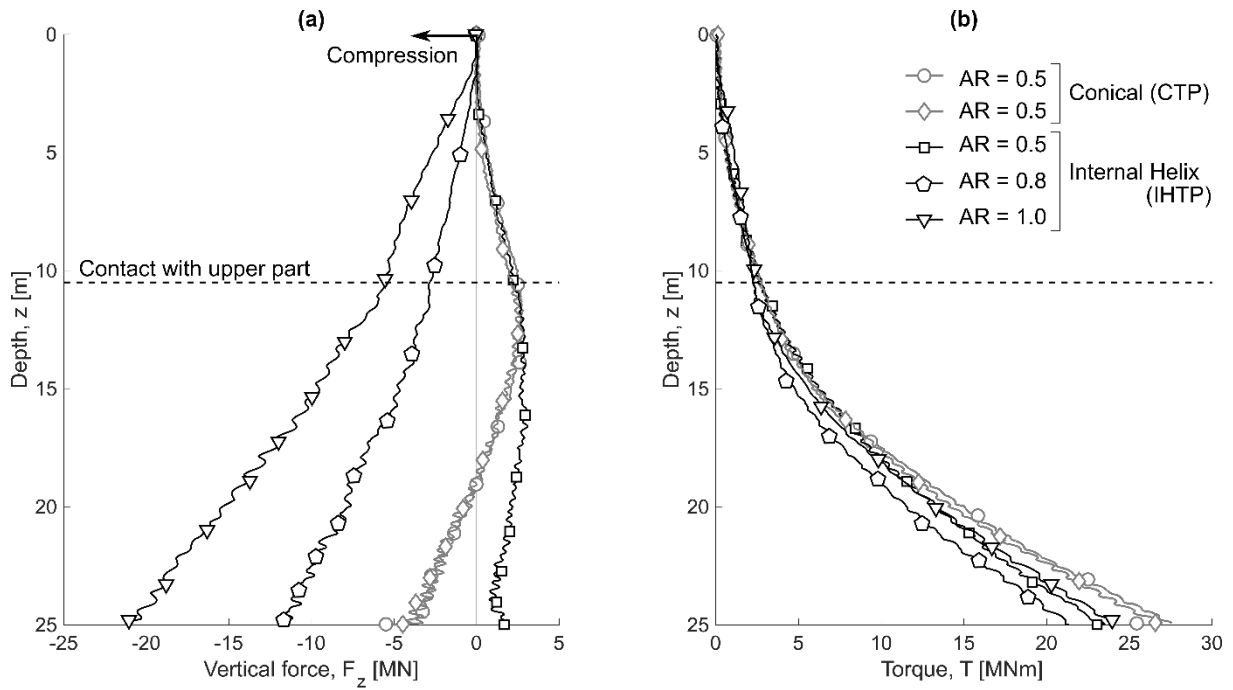 (a)
0
Compression
5
Contact with upper part
10
15
20
25
Depth, z [m]
-25 -20 -15 -10 -5 0 5
Vertical force, F_z [MN]
(b)
0
AR = 0.5
AR = 0.5
Conical (CTP)
AR = 0.5
AR = 0.8
AR = 1.0
Internal Helix
(IHTP)
5
10
15
20
25
Depth, z [m]
0 5 10 15 20 25 30
Torque, T [MNm]